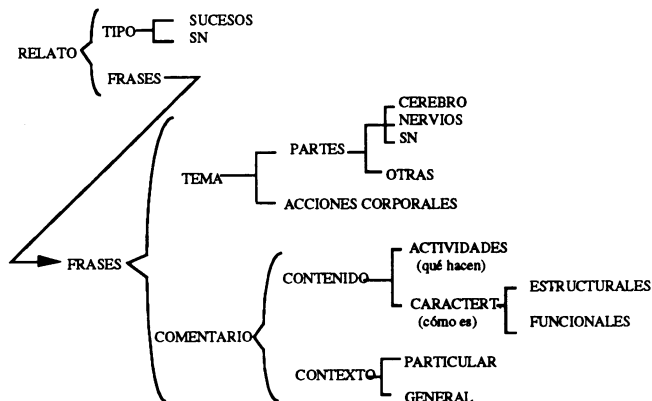 SUCESOS
TIPO
SN
RELATO
FRASES
CEREBRO
NERVIOS
PARTES
SN
TEMA
OTRAS
ACCIONES CORPORALES
ACTIVIDADES
(qué hacen)
FRASES
CONTENIDO
ESTRUCTURALES
CARACTERT
(cómo es)
FUNCIONALES
COMENTARIO
PARTICULAR
CONTEXTO
GENERAL